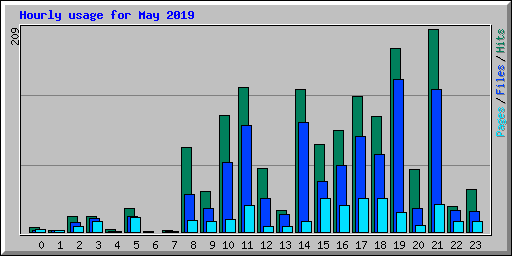 Hourly usage for May 2019
209
Pages / Files / Hits
0 1 2 3 4 5 6 7 8 9 10 11 12 13 14 15 16 17 18 19 20 21 22 23